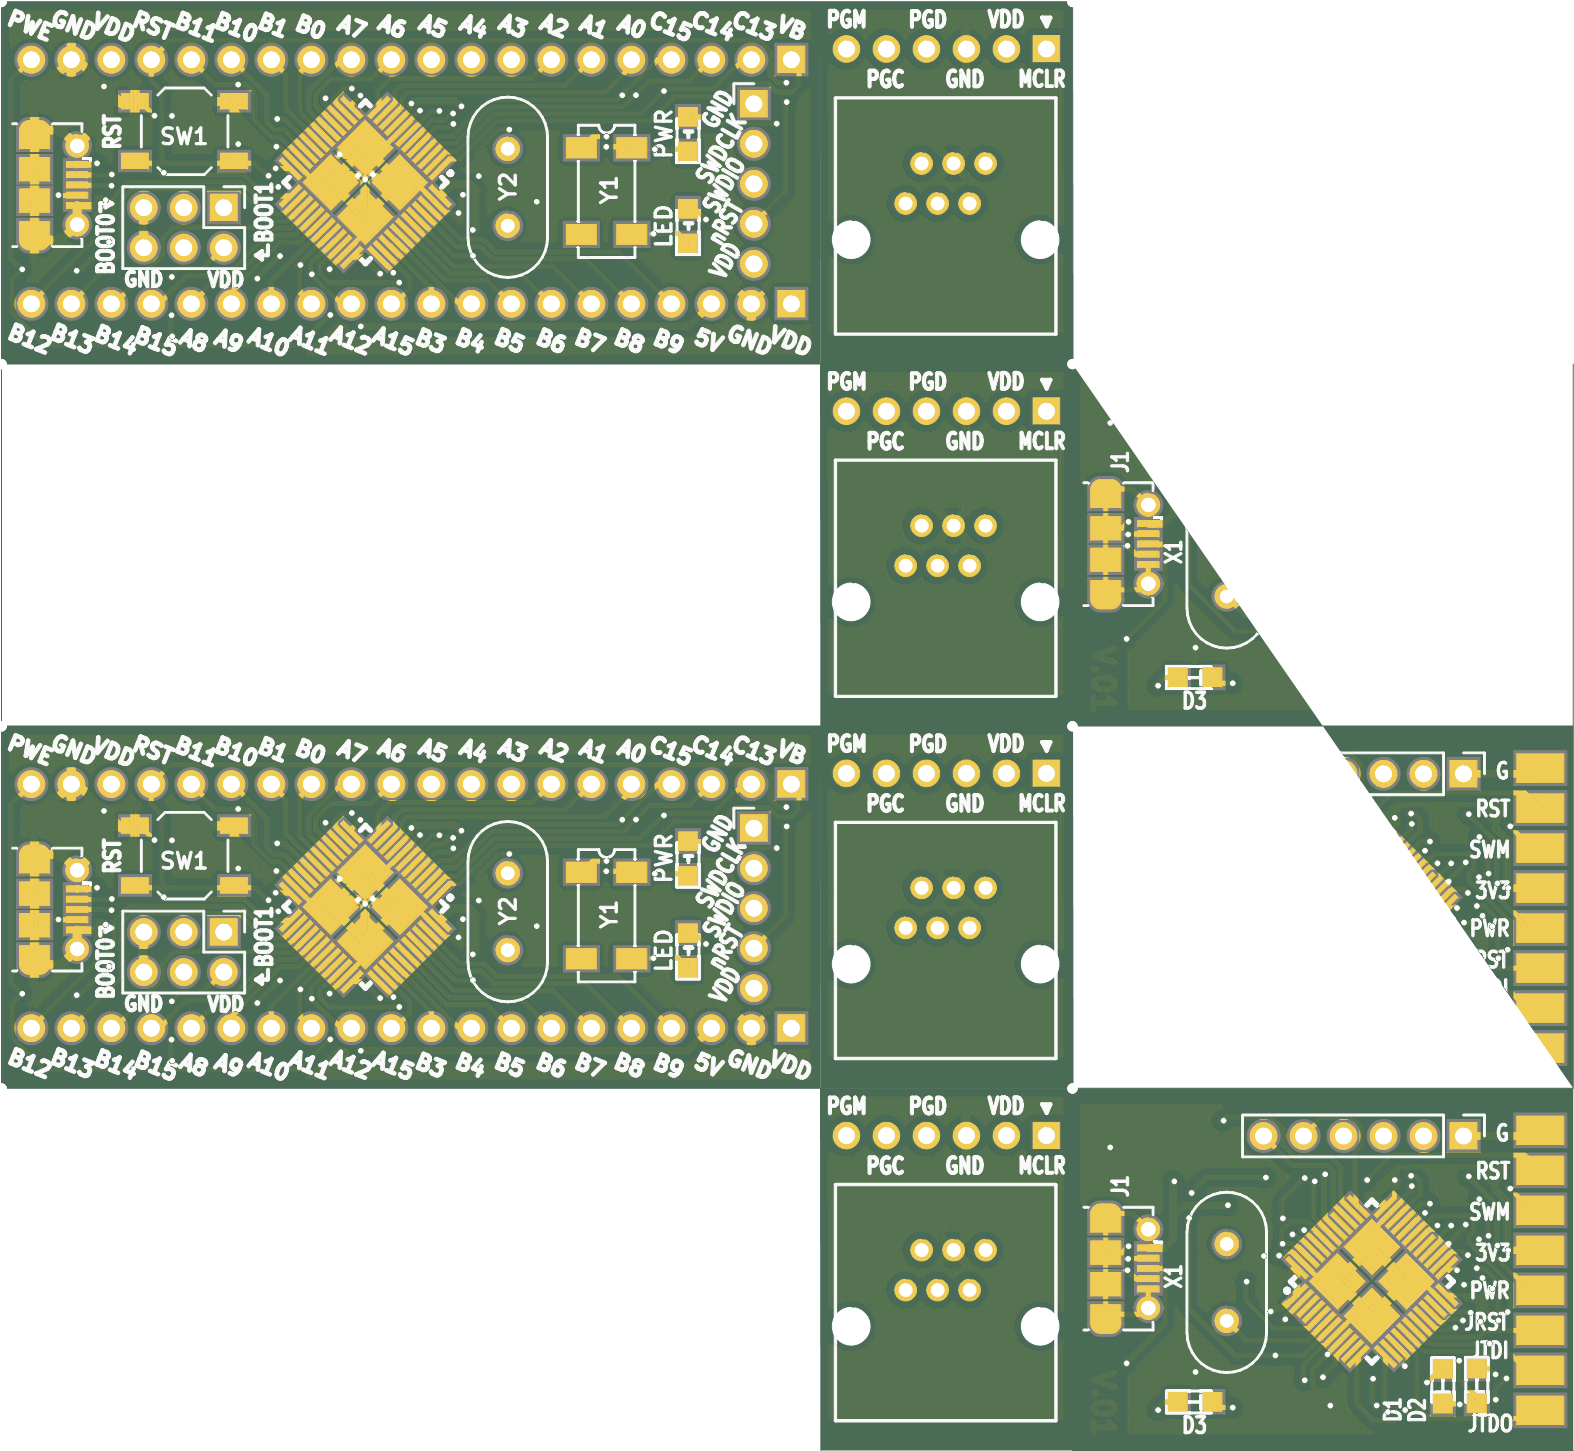 PWE GND VDD RST B11 B10 B1 B0 A7 A6 A5 A4 A3 A2 A1 A0 C15 C14 C13 VB
PGM PGD VDD
PGC GND MCLR
RST SW1 PWR GND
SWDCLK
SWDIO
Y2 Y1
BOOT0 BOOT1 LED nRST
VDD
GND VDD
B12 B13 B14 B15 A8 A9 A10 A11 A12 A15 B3 B4 B5 B6 B7 B8 B9 5V GND VDD
PGM PGD VDD
PGC GND MCLR
J1
X1
V.01
D3
PWE GND VDD RST B11 B10 B1 B0 A7 A6 A5 A4 A3 A2 A1 A0 C15 C14 C13 VB
PGM PGD VDD
PGC GND MCLR
G
RST
SWM
3V3
PWR
RST SW1 PWR GND
SWDCLK
SWDIO
Y2 Y1
BOOT0 BOOT1 LED nRST
VDD
GND VDD
B12 B13 B14 B15 A8 A9 A10 A11 A12 A15 B3 B4 B5 B6 B7 B8 B9 5V GND VDD
PGM PGD VDD
PGC GND MCLR
G
RST
J1
SWM
3V3
X1
PWR
JRST
JTDI
V.01
D3
D1 D2
JTDO